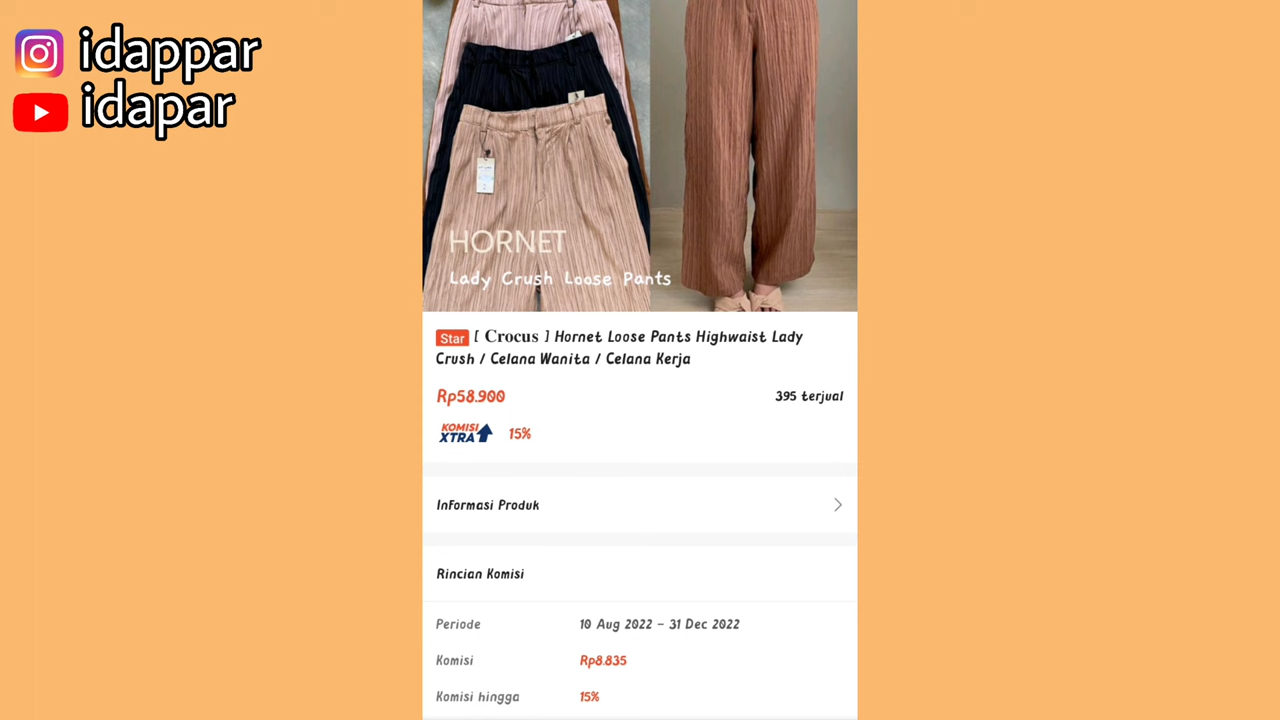 idappar
idapar
HORNET
Lady Crush Loose Pants
Star [ Crocus ] Hornet Loose Pants Highwaist Lady
Crush / Celana Wanita / Celana Kerja
Rp58.900
395 terjual
KOMISI
XTRA
15%
Informasi Produk
Rincian Komisi
Periode
10 Aug 2022 - 31 Dec 2022
Komisi
Rp8.835
Komisi hingga
15%